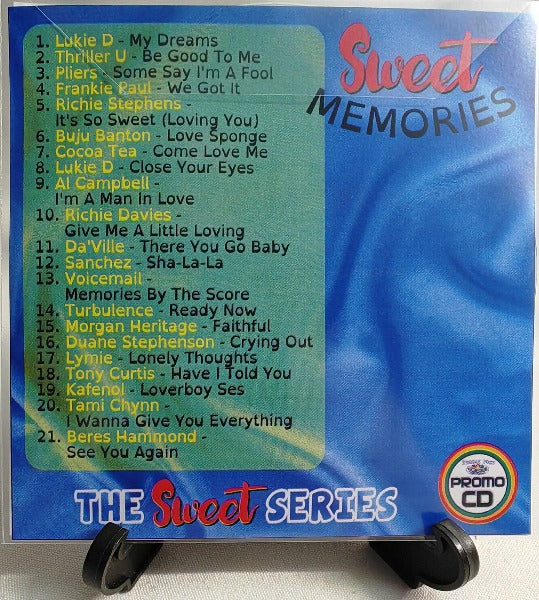 Sweet
MEMORIES
1. Lukie D - My Dreams
2. Thriller U - Be Good To Me
3. Pliers - Some Say I'm A Fool
4. Frankie Paul - We Got It
5. Richie Stephens -
It's So Sweet (Loving You)
6. Buju Banton - Love Sponge
7. Cocoa Tea - Come Love Me
8. Lukie D - Close Your Eyes
9. Al Campbell -
I'm A Man In Love
10. Richie Davies -
Give Me A Little Loving
11. Da'Ville - There You Go Baby
12. Sanchez - Sha-La-La
13. Voicemail -
Memories By The Score
14. Turbulence - Ready Now
15. Morgan Heritage - Faithful
16. Duane Stephenson - Crying Out
17. Lymie - Lonely Thoughts
18. Tony Curtis - Have I Told You
19. Kafenol - Loverboy Ses
20. Tami Chynn -
I Wanna Give You Everything
21. Beres Hammond -
See You Again
THE Sweet SERIES
PROMO
CD